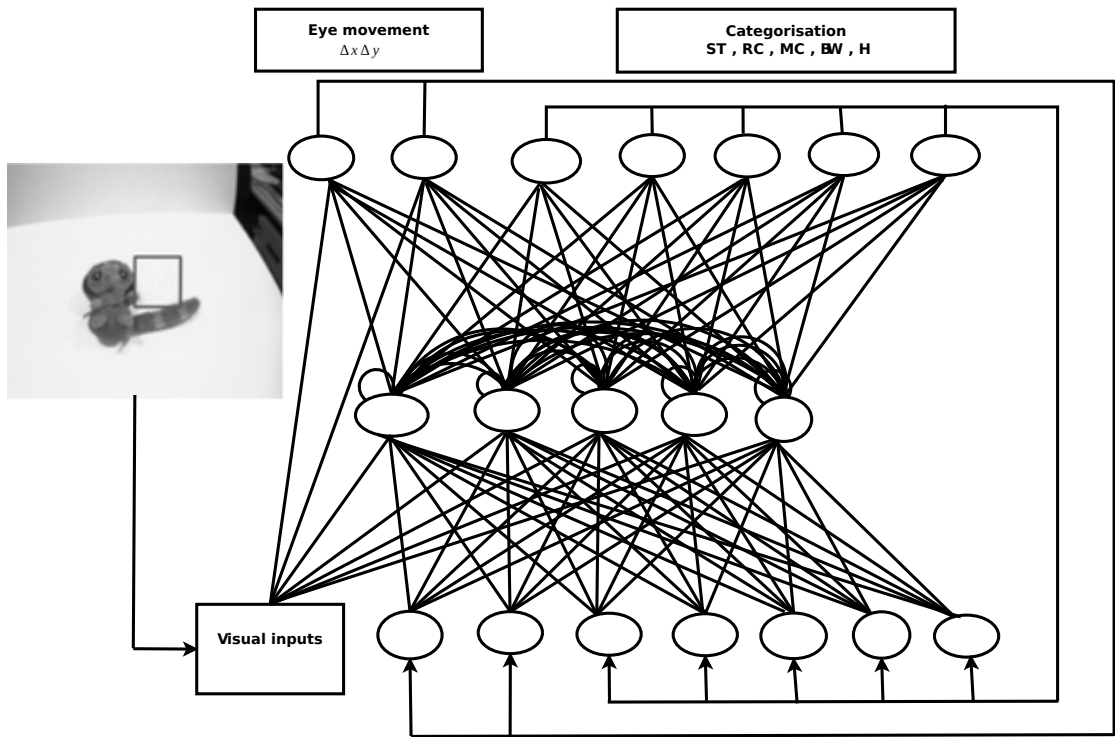 Eye movement
Δx Δy
Categorisation
ST , RC , MC , BW , H
Visual inputs